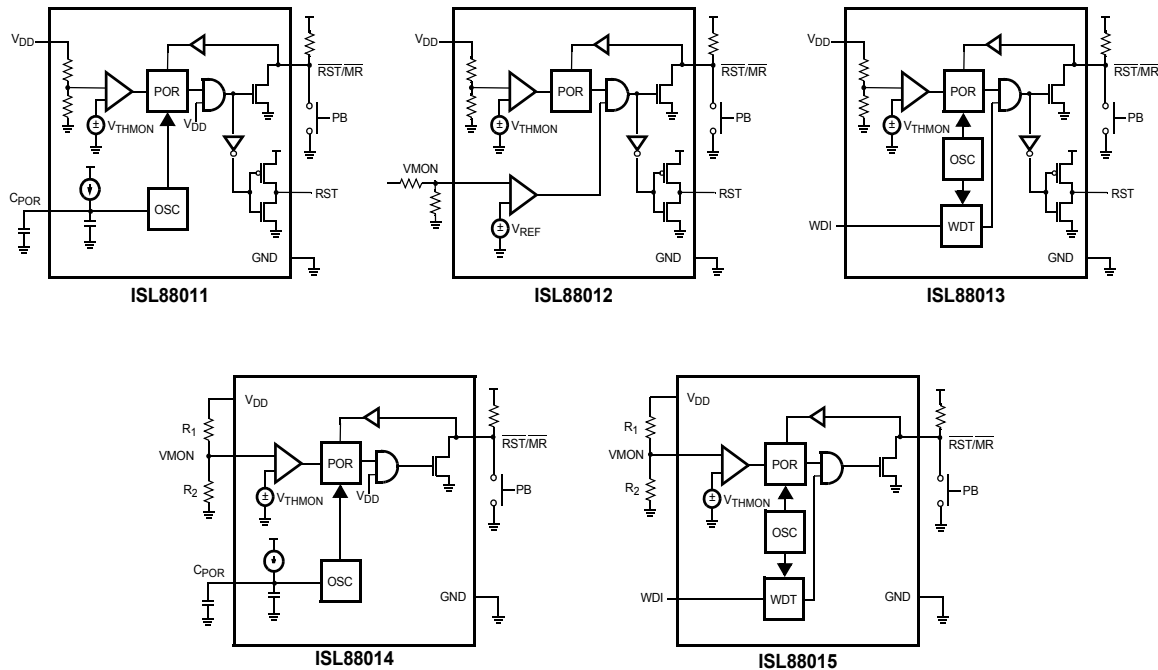 VDD
POR
RST/MR
VTHMON
VDD
PB
CPOR
OSC
RST
GND
ISL88011
VDD
POR
RST/MR
VTHMON
PB
VMON
RST
VREF
GND
ISL88012
VDD
POR
RST/MR
VTHMON
PB
OSC
RST
WDI
WDT
GND
ISL88013
VDD
R1
RST/MR
VMON
POR
R2
VTHMON
VDD
PB
CPOR
OSC
GND
ISL88014
VDD
R1
RST/MR
VMON
POR
R2
VTHMON
PB
OSC
WDI
WDT
GND
ISL88015